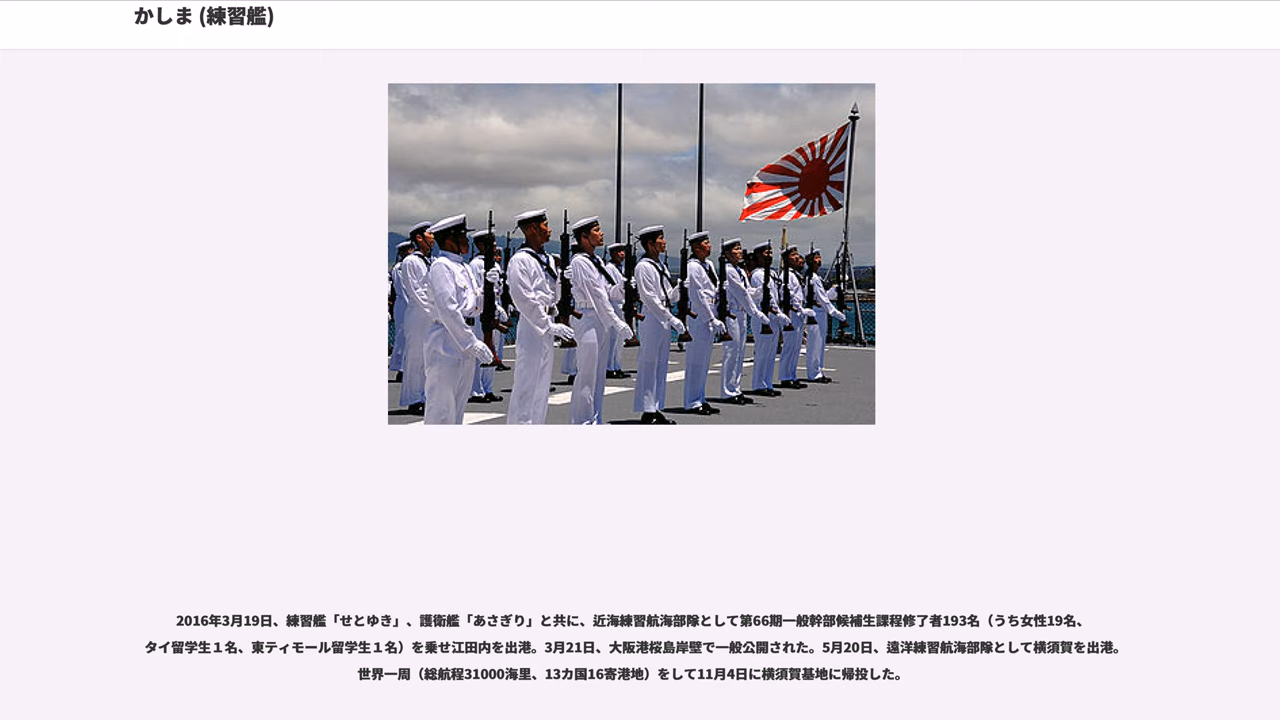 かしま (練習艦)
2016年3月19日、練習艦「せとゆき」、護衛艦「あさぎり」と共に、近海練習航海部隊として第66期一般幹部候補生課程修了者193名（うち女性19名、
タイ留学生１名、東ティモール留学生１名）を乗せ江田内を出港。3月21日、大阪港桜島岸壁で一般公開された。5月20日、遠洋練習航海部隊として横須賀を出港。
世界一周（総航程31000海里、13カ国16寄港地）をして11月4日に横須賀基地に帰投した。